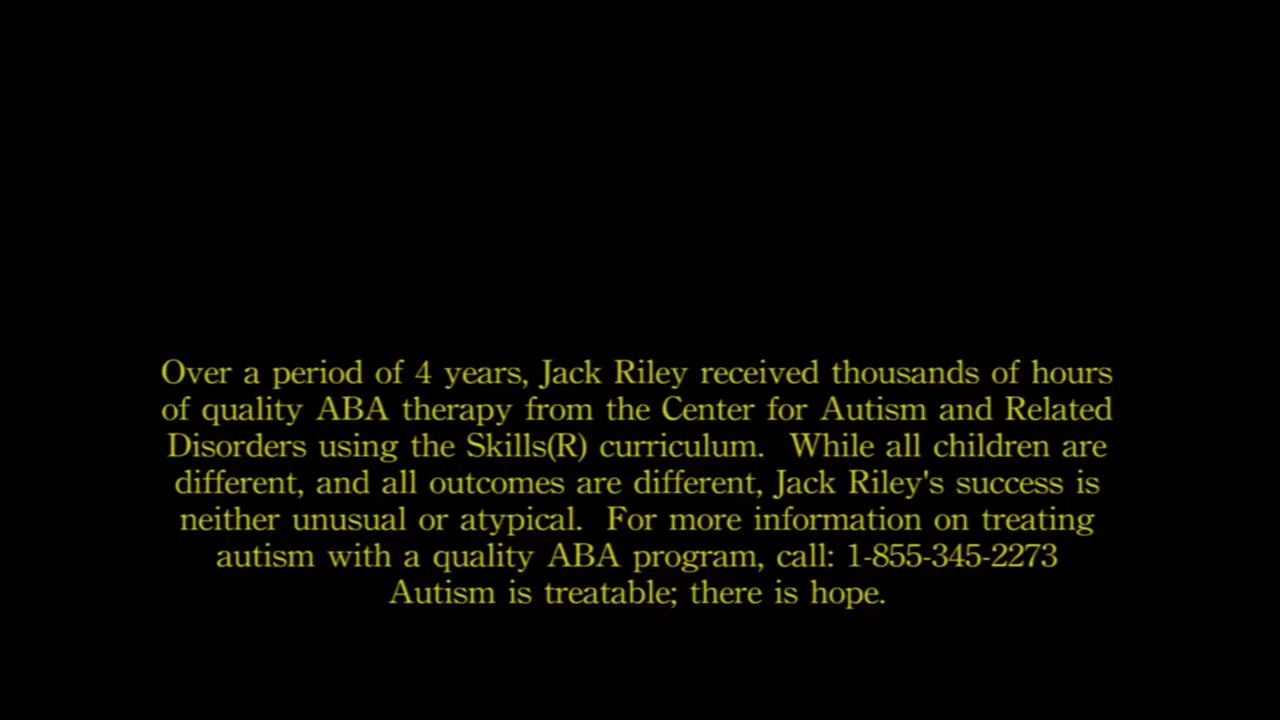 Over a period of 4 years, Jack Riley received thousands of hours
of quality ABA therapy from the Center for Autism and Related
Disorders using the Skills(R) curriculum.  While all children are
different, and all outcomes are different, Jack Riley's success is
neither unusual or atypical.  For more information on treating
autism with a quality ABA program, call: 1-855-345-2273
Autism is treatable; there is hope.